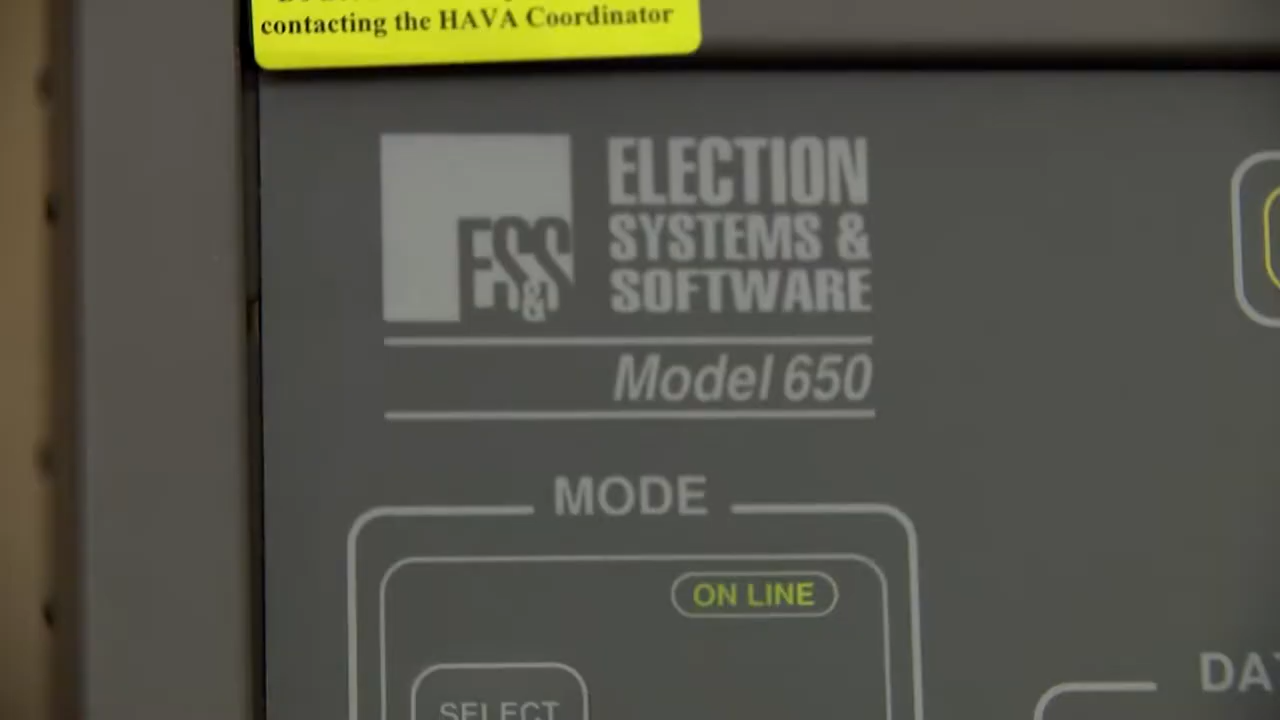 contacting the HAVA Coordinator
ES&S
ELECTION
SYSTEMS &
SOFTWARE
Model 650
MODE
ON LINE
SELECT